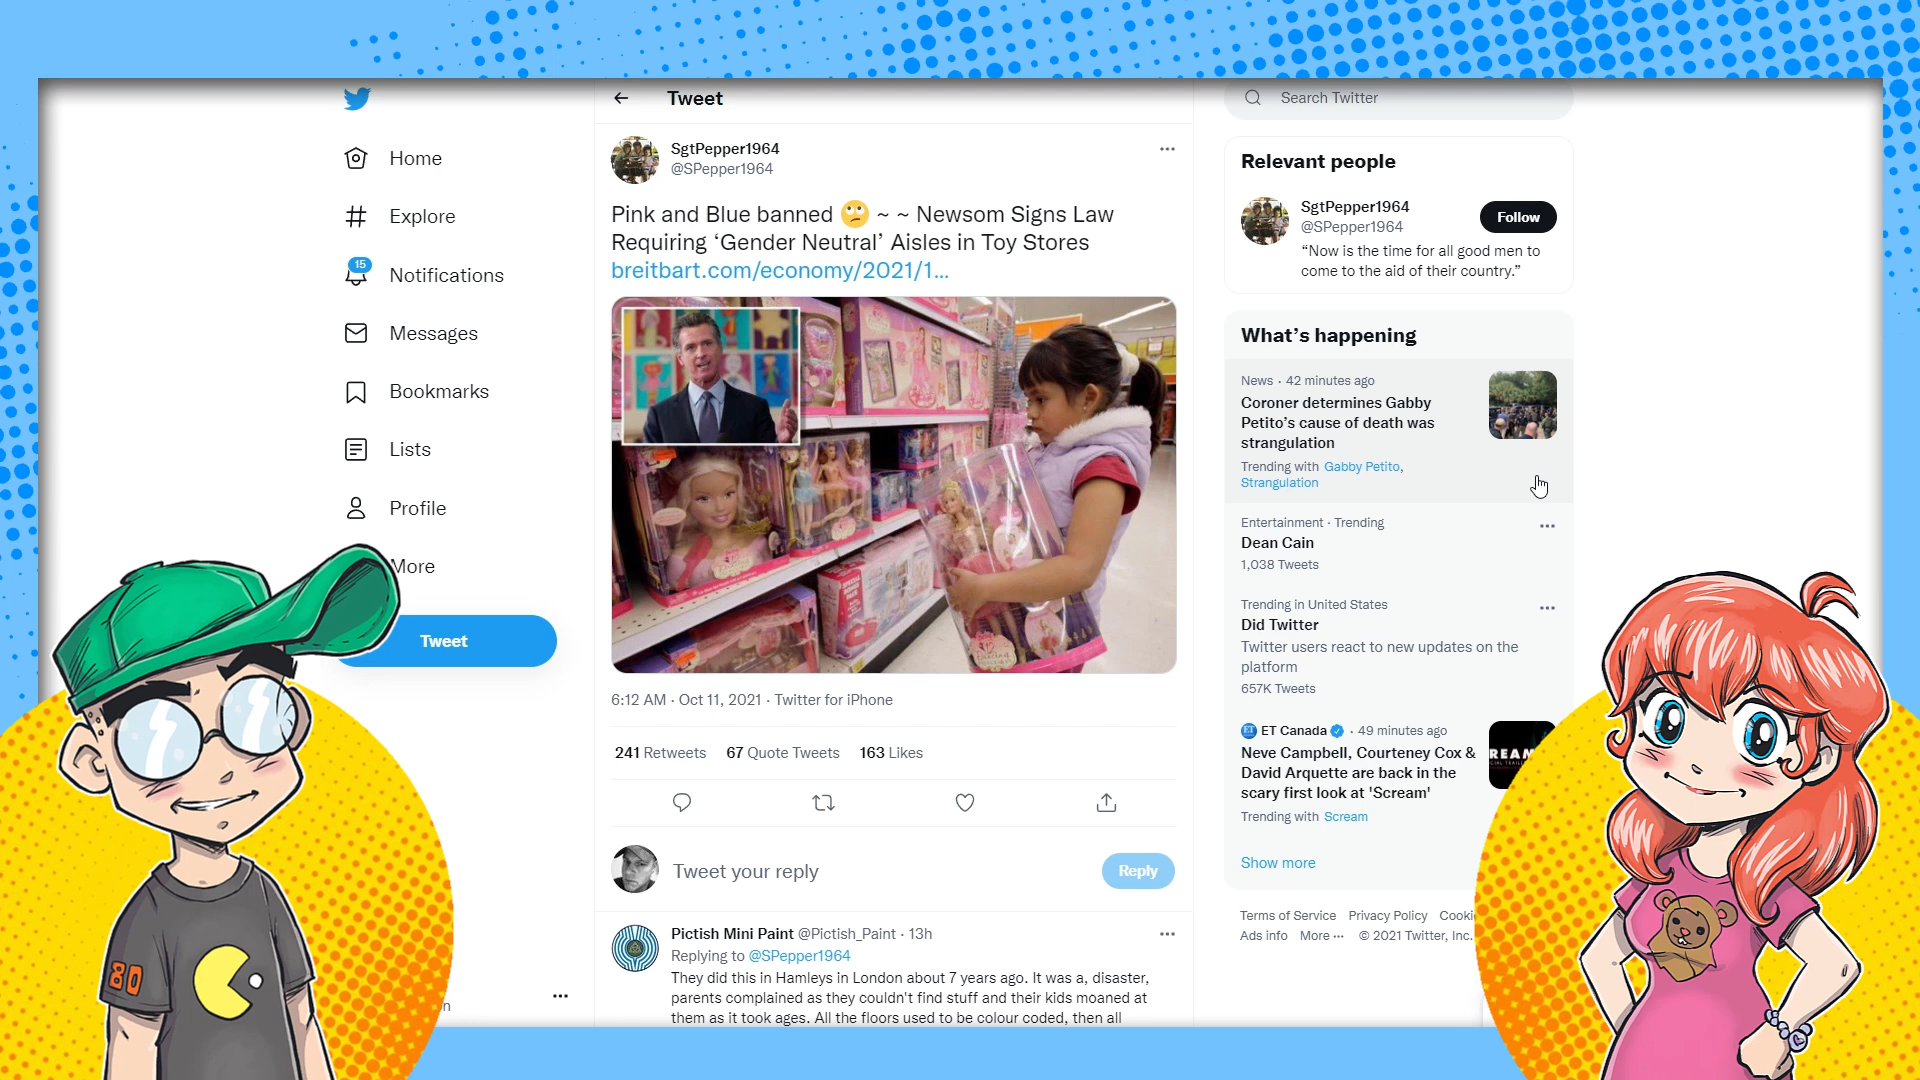 Home
Explore
15
Notifications
Messages
Bookmarks
Lists
Profile
More
Tweet
80
Tweet
SgtPepper1964
@SPepper1964
Pink and Blue banned 🙄 ~ ~ Newsom Signs Law
Requiring ‘Gender Neutral’ Aisles in Toy Stores
breitbart.com/economy/2021/1...
6:12 AM · Oct 11, 2021 · Twitter for iPhone
241 Retweets 67 Quote Tweets 163 Likes
Tweet your reply
Reply
Pictish Mini Paint @Pictish_Paint · 13h
Replying to @SPepper1964
They did this in Hamleys in London about 7 years ago. It was a, disaster,
parents complained as they couldn't find stuff and their kids moaned at
them as it took ages. All the floors used to be colour coded, then all
Search Twitter
Relevant people
SgtPepper1964
@SPepper1964
Follow
“Now is the time for all good men to
come to the aid of their country.”
What’s happening
News · 42 minutes ago
Coroner determines Gabby
Petito’s cause of death was
strangulation
Trending with Gabby Petito,
Strangulation
Entertainment · Trending
Dean Cain
1,038 Tweets
Trending in United States
Did Twitter
Twitter users react to new updates on the
platform
657K Tweets
ET Canada · 49 minutes ago
Neve Campbell, Courteney Cox &
David Arquette are back in the
scary first look at 'Scream'
Trending with Scream
Show more
Terms of Service Privacy Policy Cooki
Ads info More ··· © 2021 Twitter, Inc.